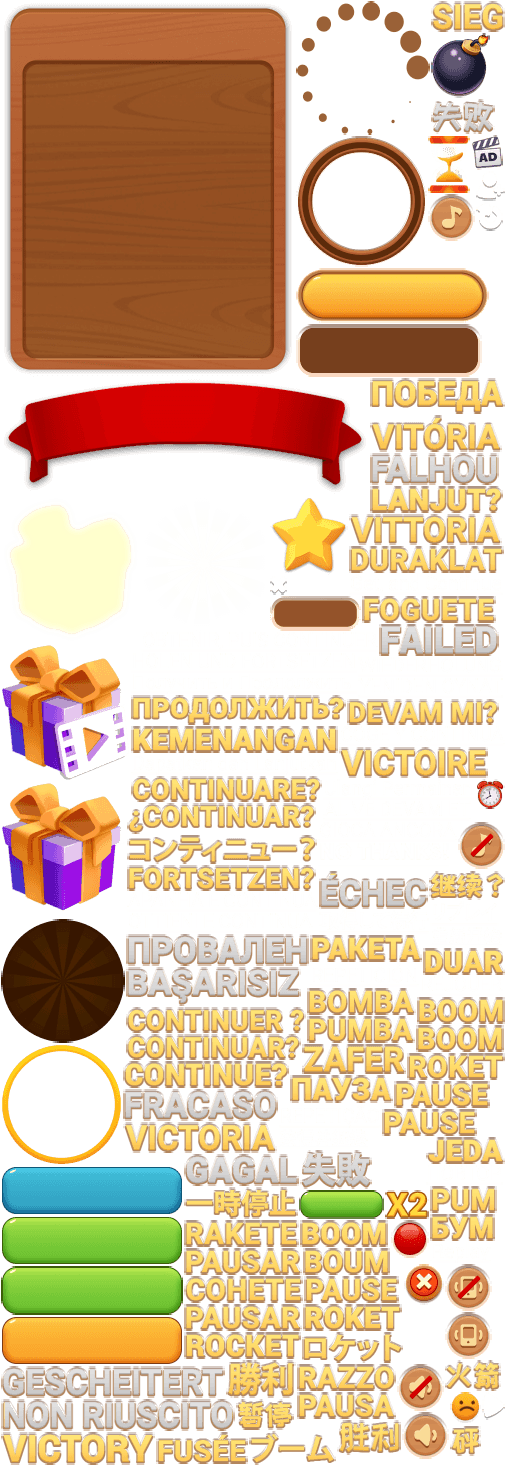 SIEG
失敗
AD
ПОБЕДА
VITÓRIA
FALHOU
LANJUT?
VITTORIA
DURAKLAT
FOGUETE
FAILED
ПРОДОЛЖИТЬ?
DEVAM MI?
KEMENANGAN
VICTOIRE
CONTINUARE?
¿CONTINUAR?
コンティニュー？
FORTSETZEN?
ÉCHEC
继续？
ПРОВАЛЕН
PAKETA
DUAR
BAŞARISIZ
BOMBA
BOOM
CONTINUER ?
PUMBA
BOOM
CONTINUAR?
ZAFER
ROKET
CONTINUE?
ПАУЗА
PAUSE
FRACASO
PAUSE
VICTORIA
JEDA
GAGAL
失败
一時停止
X2
PUM
RAKETE
BOOM
БУМ
PAUSAR
BOUM
COHETE
PAUSE
PAUSAR
ROKET
ROCKET
ロケット
GESCHEITERT
勝利
RAZZO
火箭
NON RIUSCITO
暂停
PAUSA
VICTORY
FUSÉE
ブーム
胜利
砰